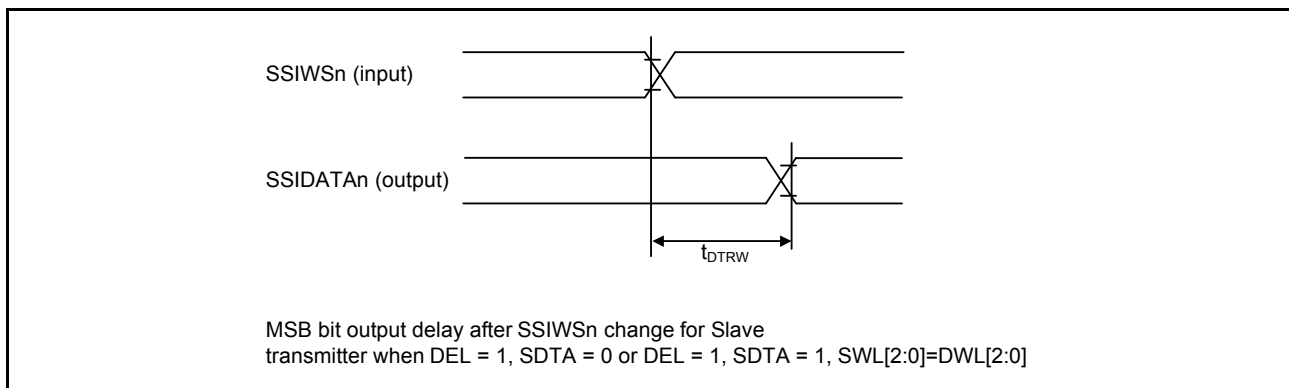 SSIWSn (input)
SSIDATAn (output)
tDTRW
MSB bit output delay after SSIWSn change for Slave
transmitter when DEL = 1, SDTA = 0 or DEL = 1, SDTA = 1, SWL[2:0]=DWL[2:0]